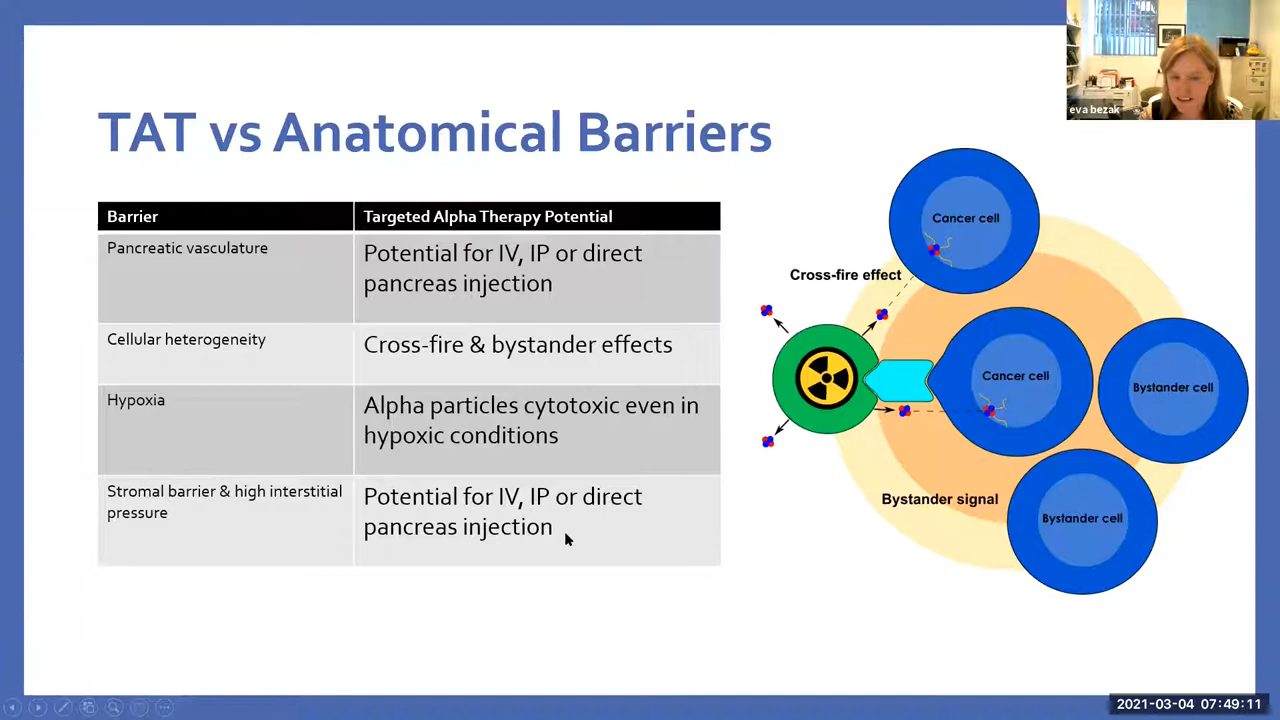 TAT vs Anatomical Barriers
eva bezak
Barrier
Targeted Alpha Therapy Potential
Pancreatic vasculature
Potential for IV, IP or direct
pancreas injection
Cellular heterogeneity
Cross-fire & bystander effects
Hypoxia
Alpha particles cytotoxic even in
hypoxic conditions
Stromal barrier & high interstitial
pressure
Potential for IV, IP or direct
pancreas injection
Cancer cell
Cross-fire effect
Cancer cell
Bystander cell
Bystander signal
Bystander cell
2021-03-04 07:49:11